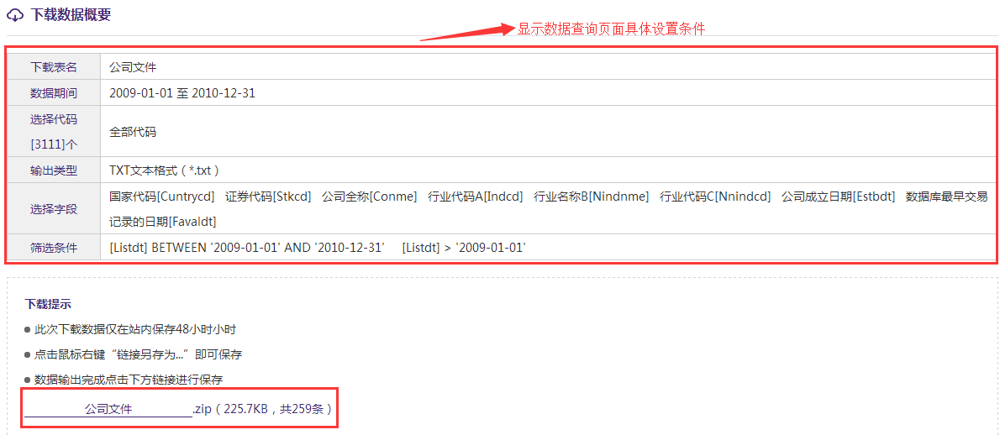 下载数据概要
显示数据查询页面具体设置条件
下载表名 公司文件
数据期间 2009-01-01 至 2010-12-31
选择代码
[3111]个
全部代码
输出类型 TXT文本格式（*.txt）
选择字段
国家代码[Cuntrycd] 证券代码[Stkcd] 公司全称[Conme] 行业代码A[Indcd] 行业名称B[Nindnme] 行业代码C[Nnindcd] 公司成立日期[Estbdt] 数据库最早交易
记录的日期[Favaldt]
筛选条件 [Listdt] BETWEEN '2009-01-01' AND '2010-12-31' [Listdt] > '2009-01-01'
下载提示
此次下载数据仅在站内保存48小时小时
点击鼠标右键“链接另存为...”即可保存
数据输出完成点击下方链接进行保存
公司文件 .zip（225.7KB，共259条）